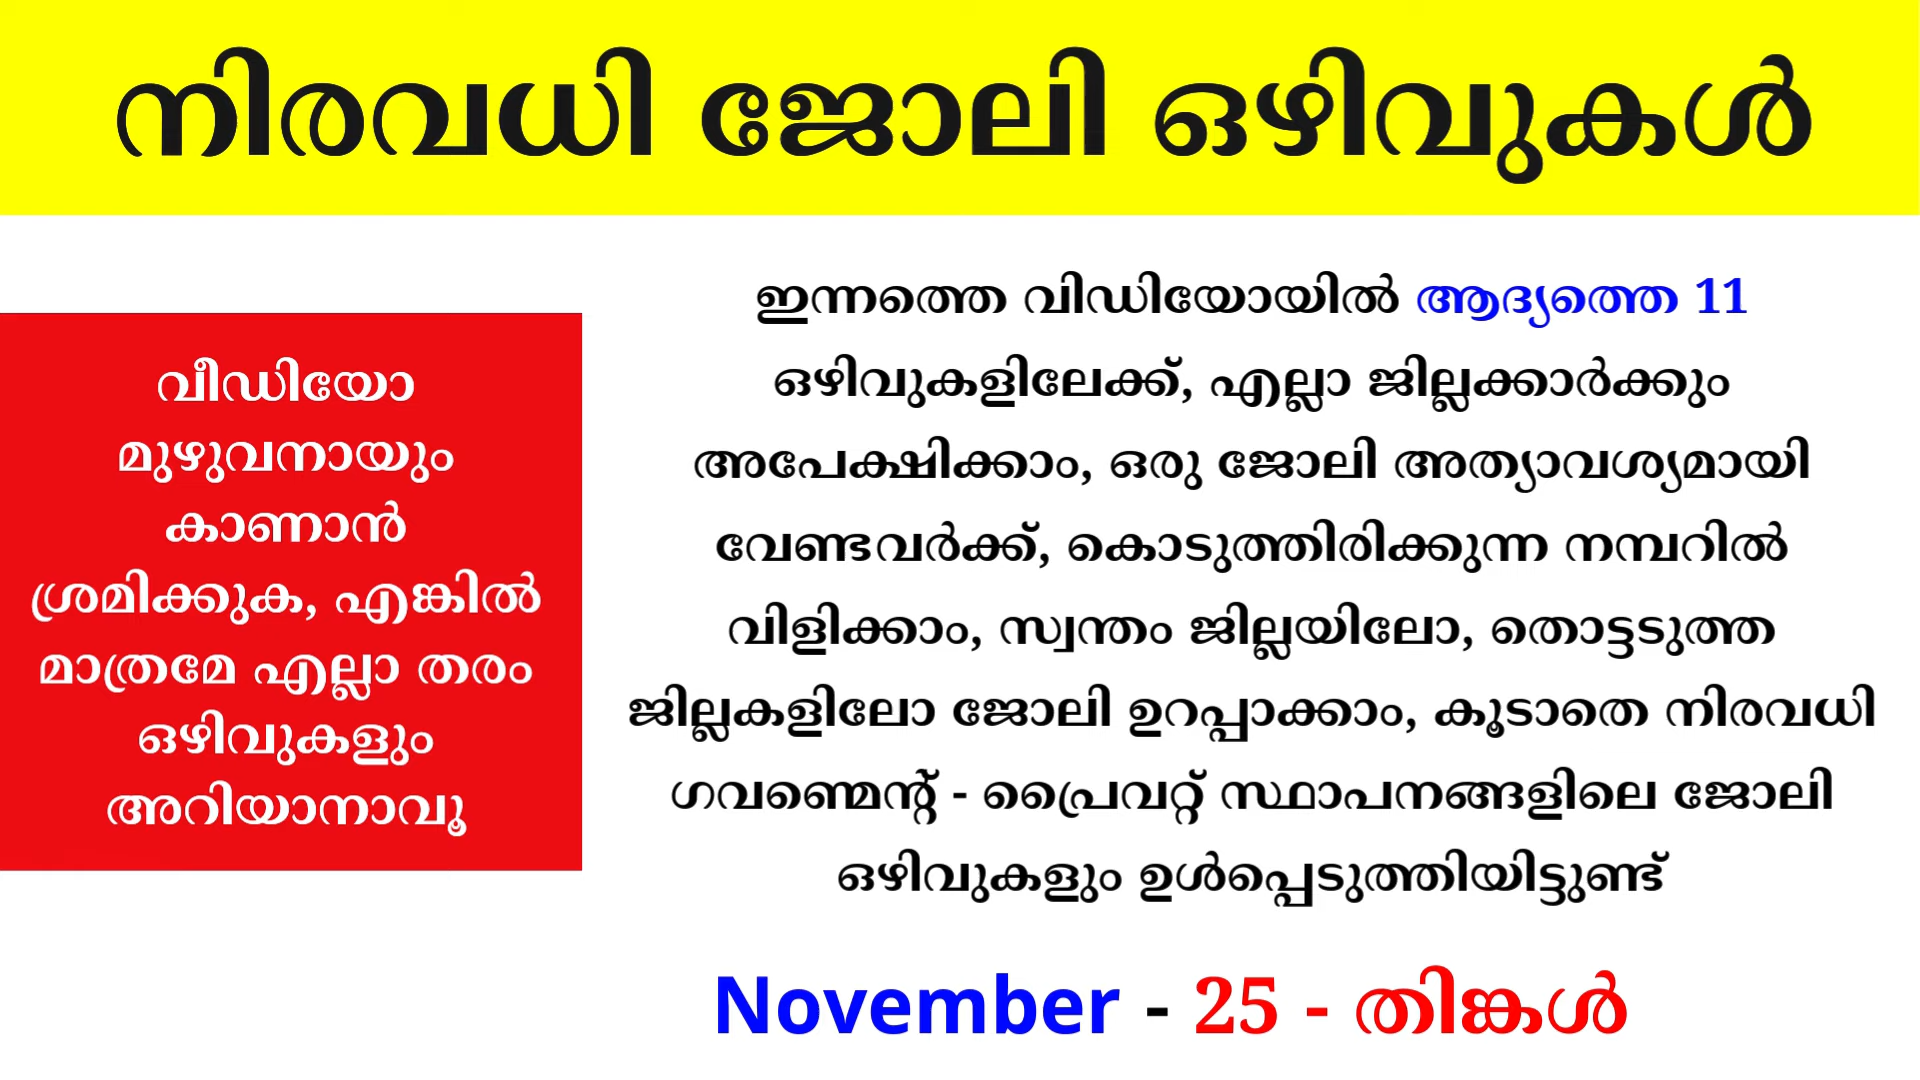 നിരവധി ജോലി ഒഴിവുകൾ
വീഡിയോ
മുഴുവനായും
കാണാൻ
ശ്രമിക്കുക, എങ്കിൽ
മാത്രമേ എല്ലാ തരം
ഒഴിവുകളും
അറിയാനാവൂ
ഇന്നത്തെ വിഡിയോയിൽ ആദ്യത്തെ 11
ഒഴിവുകളിലേക്ക്, എല്ലാ ജില്ലക്കാർക്കും
അപേക്ഷിക്കാം, ഒരു ജോലി അത്യാവശ്യമായി
വേണ്ടവർക്ക്, കൊടുത്തിരിക്കുന്ന നമ്പറിൽ
വിളിക്കാം, സ്വന്തം ജില്ലയിലോ, തൊട്ടടുത്ത
ജില്ലകളിലോ ജോലി ഉറപ്പാക്കാം, കൂടാതെ നിരവധി
ഗവണ്മെന്റ് - പ്രൈവറ്റ് സ്ഥാപനങ്ങളിലെ ജോലി
ഒഴിവുകളും ഉൾപ്പെടുത്തിയിട്ടുണ്ട്
November - 25 - തിങ്കൾ